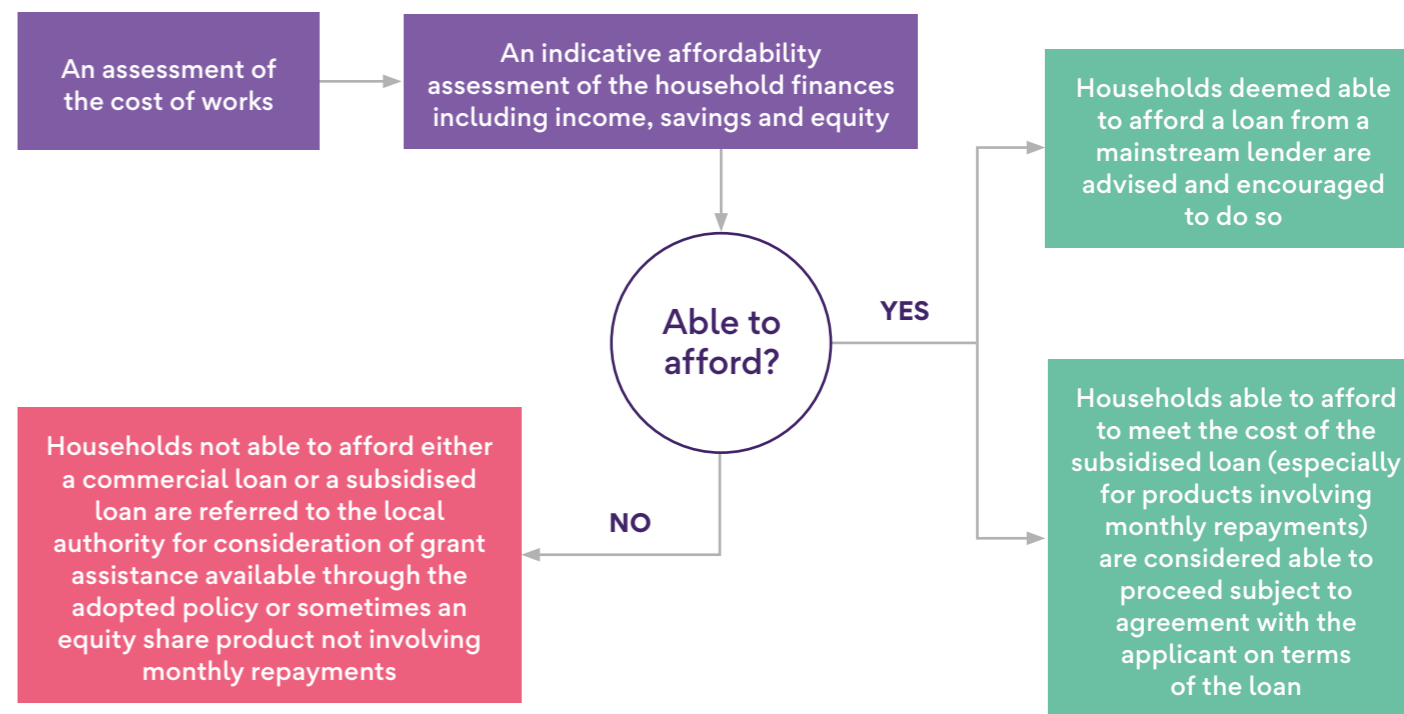 An assessment of
the cost of works
An indicative affordability
assessment of the household finances
including income, savings and equity
Able to
afford?
YES
Households deemed able
to afford a loan from a
mainstream lender are
advised and encouraged
to do so
Households able to afford
to meet the cost of the
subsidised loan (especially
for products involving
monthly repayments)
are considered able to
proceed subject to
agreement with the
applicant on terms
of the loan
NO
Households not able to afford either
a commercial loan or a subsidised
loan are referred to the local
authority for consideration of grant
assistance available through the
adopted policy or sometimes an
equity share product not involving
monthly repayments